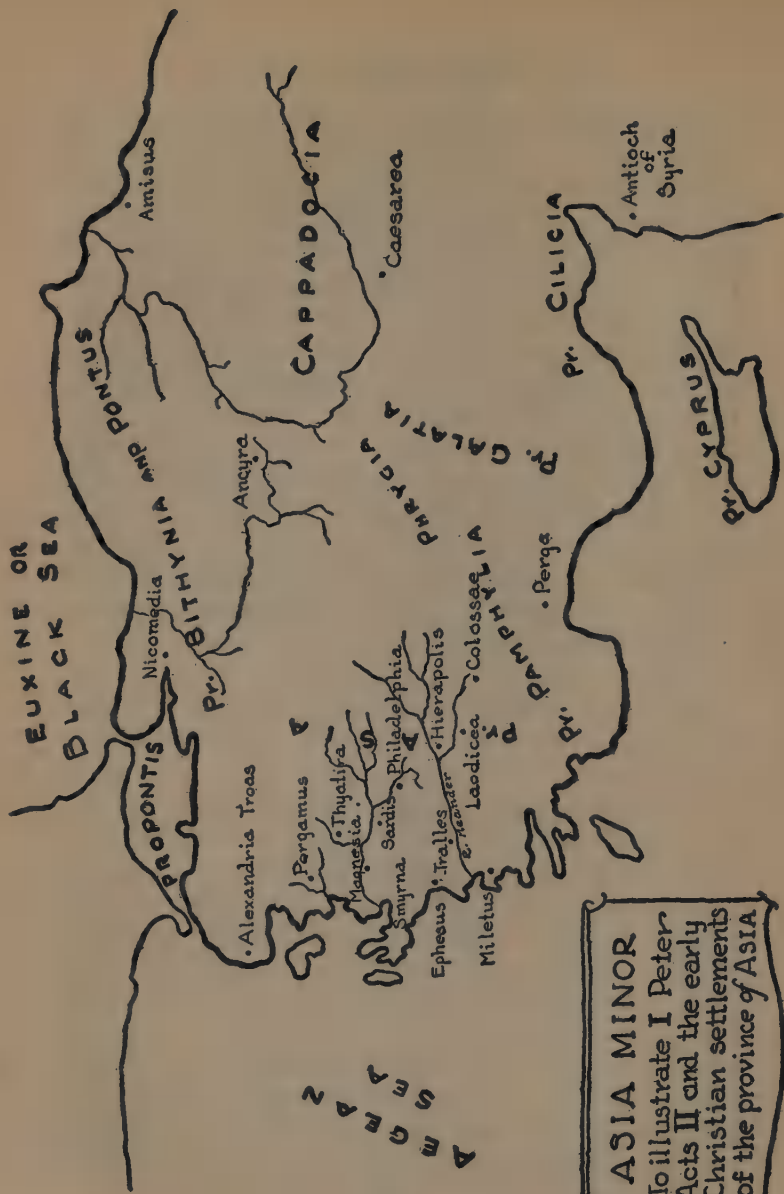 EUXINE OR
BLACK SEA
PROPONTIS
Nicomedia
Pr. BITHYNIA AND PONTUS
Amisus
Ancyra
CAPPADOCIA
Caesarea
Alexandria Troas
Pergamus
Thyatira
Magnesia
Sardis
Philadelphia
Smyrna
ASIA
Ephesus
Tralles
R. Meander
Hierapolis
Laodicea
Colossae
Miletus
PHRYGIA
GALATIA
Pr. PAMPHYLIA
Perga
Pr. CILICIA
Antioch
of
Syria
Pr. CYPRUS
AEGEAN
SEA
ASIA MINOR
To illustrate I Peter
Acts II and the early
Christian settlements
of the province of ASIA